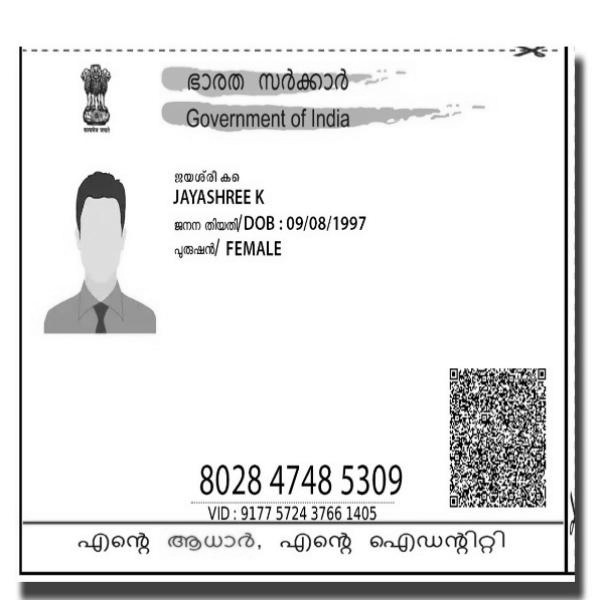 ഭാരത സർക്കാർ
Government of India
ജയശ്രീ കെ
JAYASHREE K
ജനന തിയതി/DOB : 09/08/1997
പുരുഷൻ/ FEMALE
8028 4748 5309
VID : 9177 5724 3766 1405
എന്റെ ആധാർ, എന്റെ ഐഡന്റിറ്റി